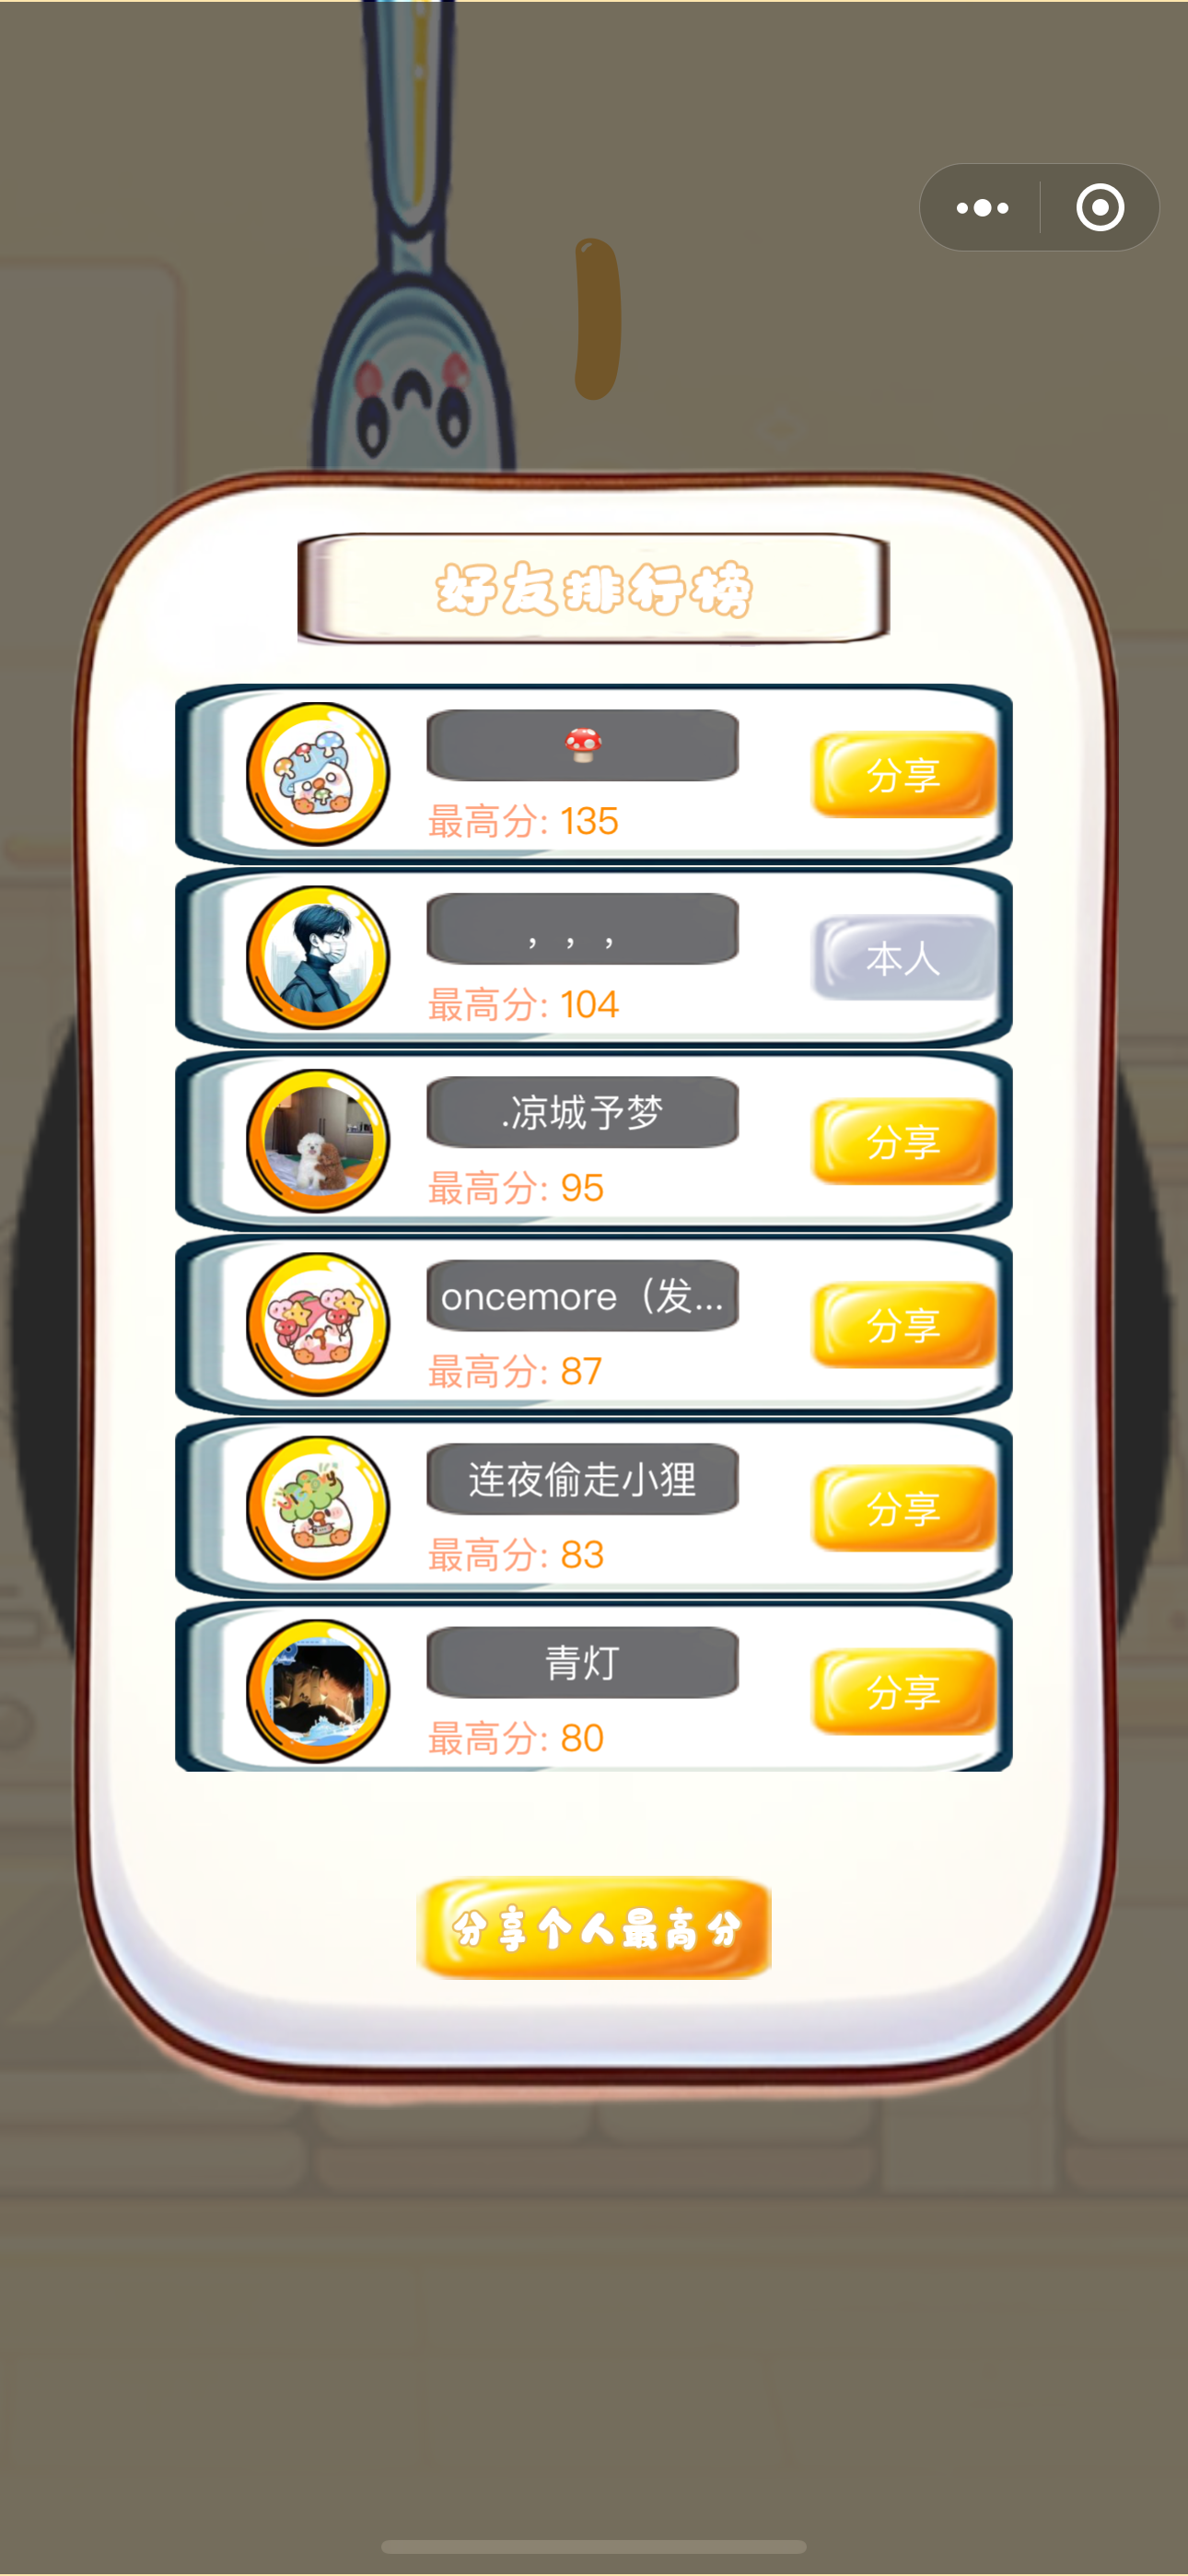 好友排行榜
🍄
最高分: 135
分享
，，，
最高分: 104
本人
.凉城予梦
最高分: 95
分享
oncemore（发...
最高分: 87
分享
连夜偷走小狸
最高分: 83
分享
青灯
最高分: 80
分享
分享个人最高分